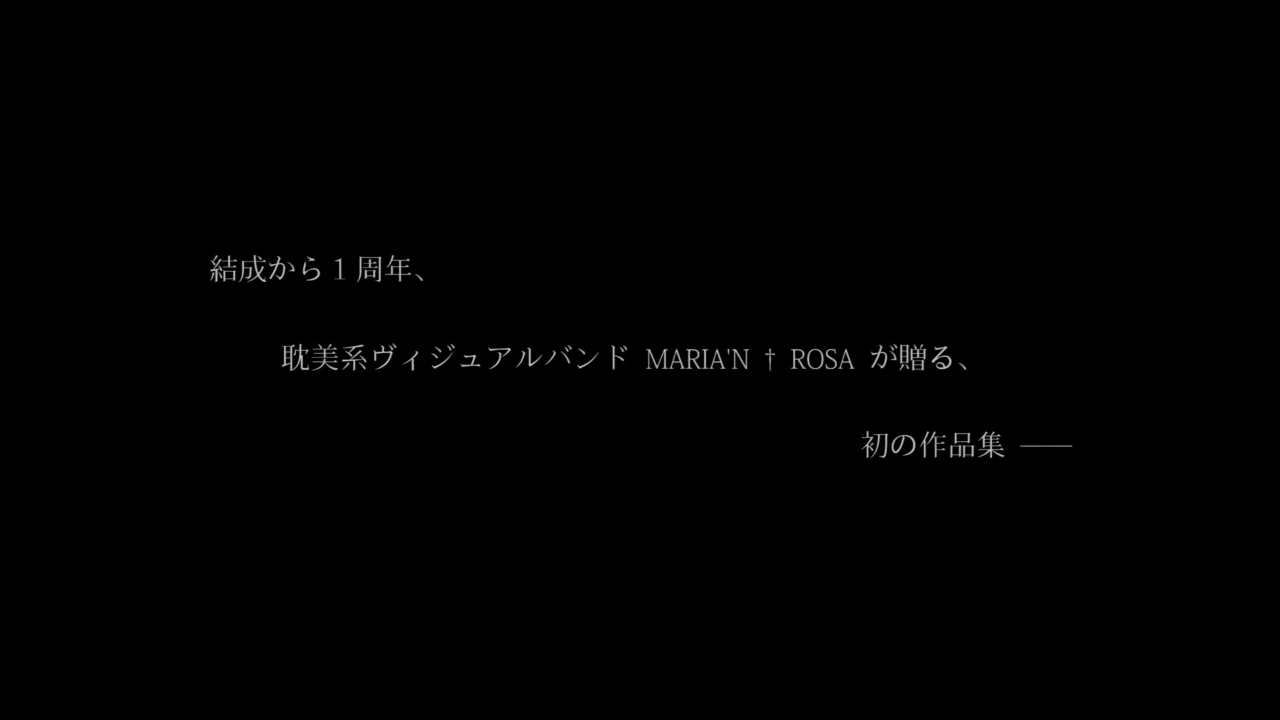 結成から１周年、
耽美系ヴィジュアルバンド MARIA'N † ROSA が贈る、
初の作品集 ――